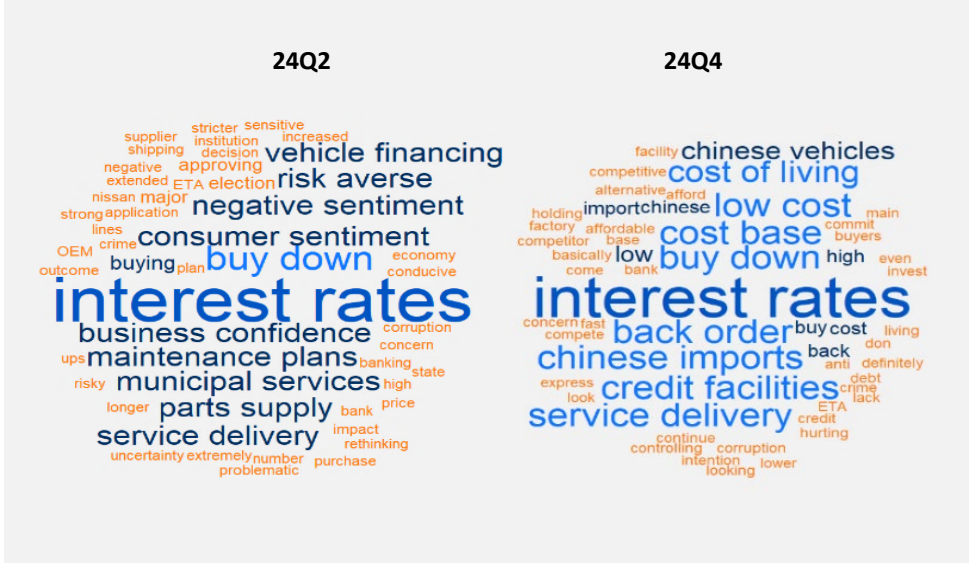 24Q2
stricter sensitive
supplier institution increased
shipping decision vehicle financing
negative approving
extended ETA election risk averse
nissan major negative sentiment
strong application
lines consumer sentiment
crime
OEM buying plan buy down economy
outcome conducive
interest rates
business confidence corruption
concern
ups maintenance plans banking
state
risky municipal services high
longer parts supply bank price
service delivery impact
rethinking
uncertainty extremely number purchase
problematic
24Q4
facility chinese vehicles
competitive cost of living
alternative afford
holding import chinese low cost main
factory affordable commit
competitor base cost base buyers
basically low buy down high even
come bank invest
interest rates
concern fast back order buy cost living
compete don
chinese imports back
anti definitely
express credit facilities debt
look crime lack
service delivery ETA
credit
hurting
continue
controlling corruption
intention lower
looking